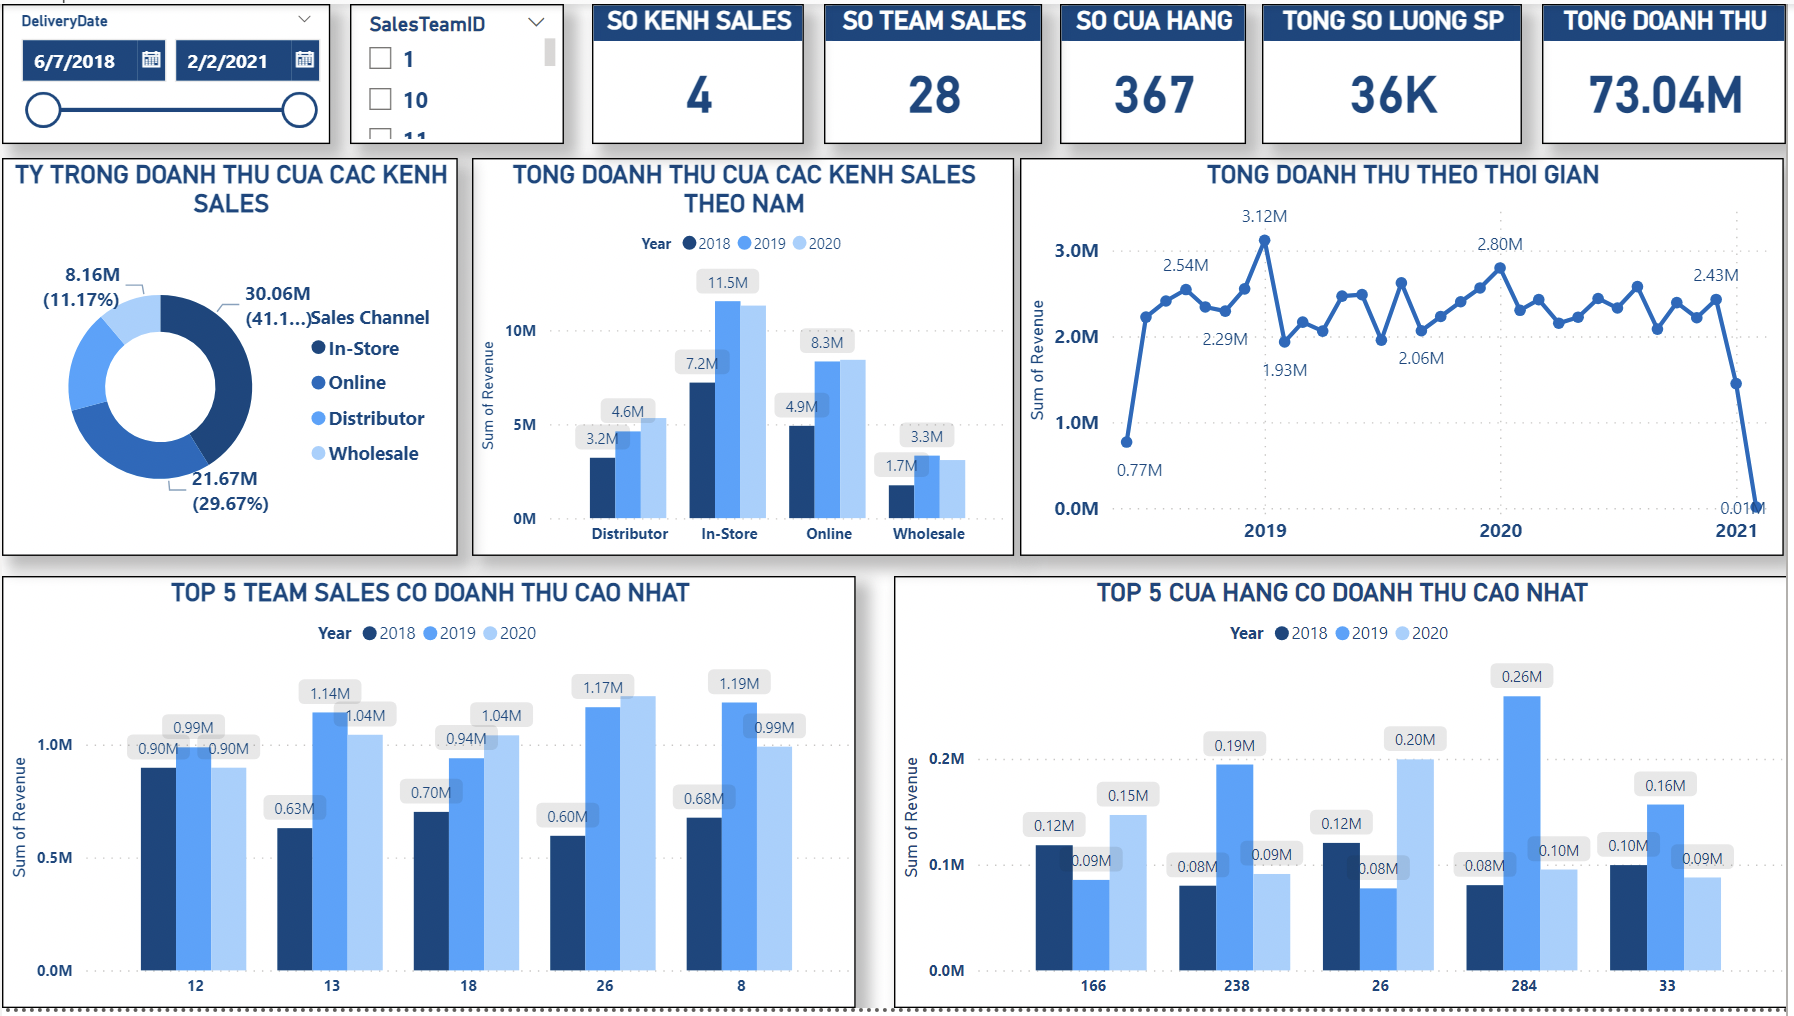 DeliveryDate
6/7/2018
2/2/2021
SalesTeamID
1
10
11
SO KENH SALES
4
SO TEAM SALES
28
SO CUA HANG
367
TONG SO LUONG SP
36K
TONG DOANH THU
73.04M
TY TRONG DOANH THU CUA CAC KENH
SALES
8.16M
(11.17%)
30.06M
(41.1...)
21.67M
(29.67%)
Sales Channel
In-Store
Online
Distributor
Wholesale
TONG DOANH THU CUA CAC KENH SALES
THEO NAM
Year 2018 2019 2020
Sum of Revenue
10M
5M
0M
3.2M
4.6M
7.2M
11.5M
4.9M
8.3M
1.7M
3.3M
Distributor In-Store Online Wholesale
TONG DOANH THU THEO THOI GIAN
Sum of Revenue
3.0M
2.0M
1.0M
0.0M
0.77M
2.54M
2.29M
3.12M
1.93M
2.06M
2.80M
2.43M
0.01M
2019 2020 2021
TOP 5 TEAM SALES CO DOANH THU CAO NHAT
Year 2018 2019 2020
Sum of Revenue
1.0M
0.5M
0.0M
0.90M
0.99M
0.90M
0.63M
1.14M
1.04M
0.70M
0.94M
1.04M
0.60M
1.17M
0.68M
1.19M
0.99M
12 13 18 26 8
TOP 5 CUA HANG CO DOANH THU CAO NHAT
Year 2018 2019 2020
Sum of Revenue
0.2M
0.1M
0.0M
0.12M
0.09M
0.15M
0.08M
0.19M
0.09M
0.12M
0.08M
0.20M
0.08M
0.26M
0.10M
0.10M
0.16M
0.09M
166 238 26 284 33